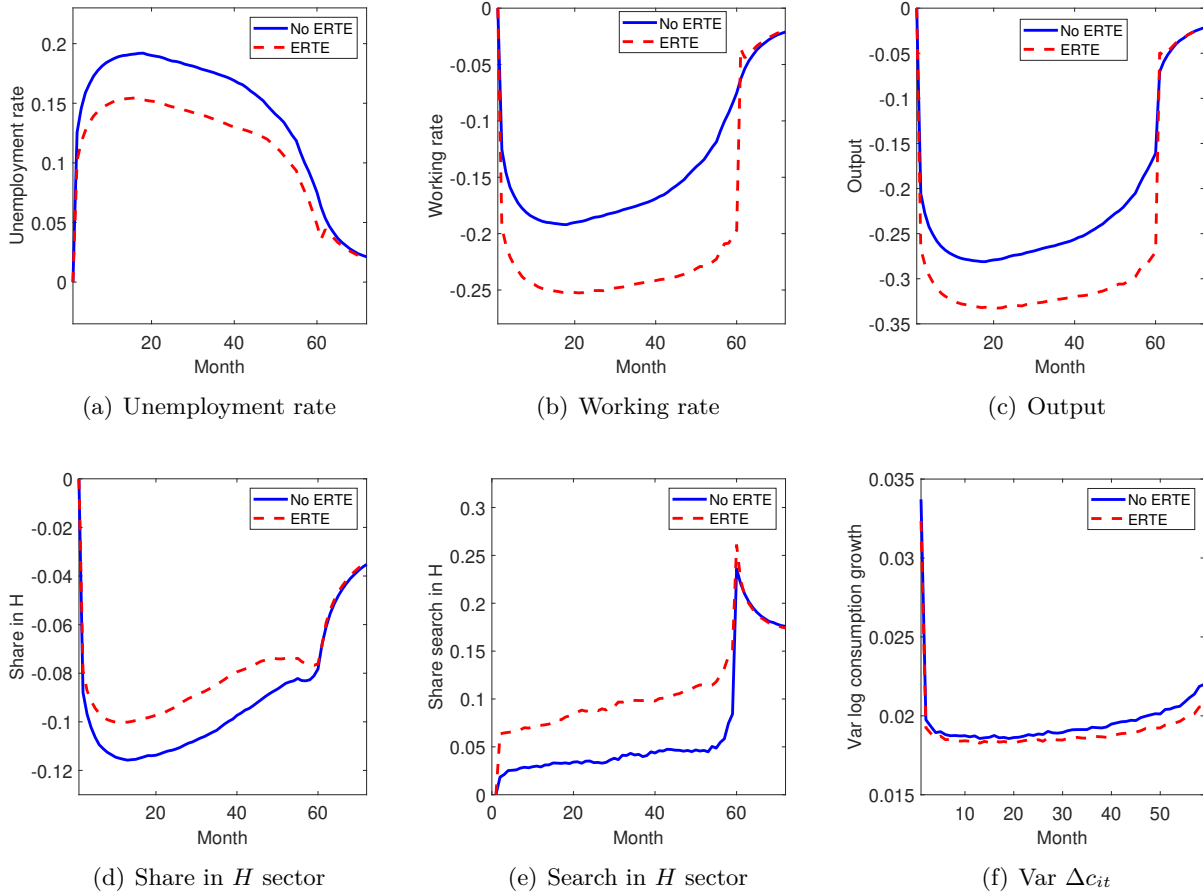 No ERTE
ERTE
0.2
0.15
0.1
0.05
0
Unemployment rate
20
40
60
Month
(a) Unemployment rate
No ERTE
ERTE
0
-0.05
-0.1
-0.15
-0.2
-0.25
Working rate
20
40
60
Month
(b) Working rate
No ERTE
ERTE
0
-0.05
-0.1
-0.15
-0.2
-0.25
-0.3
-0.35
Output
20
40
60
Month
(c) Output
No ERTE
ERTE
0
-0.02
-0.04
-0.06
-0.08
-0.1
-0.12
Share in H
20
40
60
Month
(d) Share in H sector
No ERTE
ERTE
0.3
0.25
0.2
0.15
0.1
0.05
0
Share search in H
0
20
40
60
Month
(e) Search in H sector
No ERTE
ERTE
0.035
0.03
0.025
0.02
0.015
Var log consumption growth
10
20
30
40
50
Month
(f) Var Δc_{it}